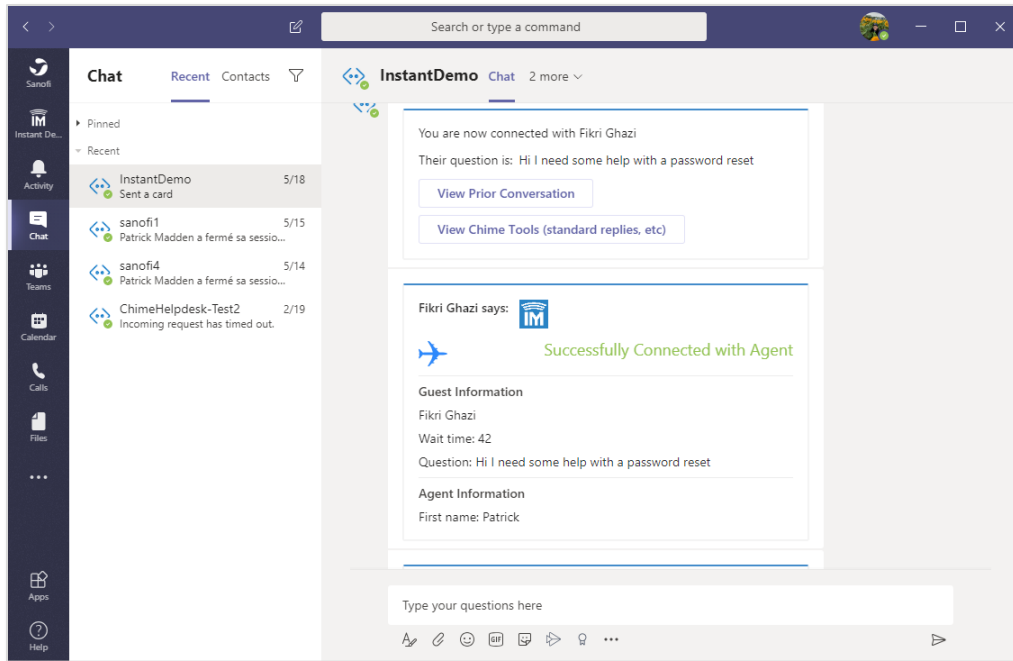 Search or type a command
Sanofi
IM
Instant De...
Activity
Chat
Teams
Calendar
Calls
Files
Apps
Help
Chat Recent Contacts
Pinned
Recent
InstantDemo 5/18
Sent a card
sanofi1 5/15
Patrick Madden a fermé sa sessio...
sanofi4 5/14
Patrick Madden a fermé sa sessio...
ChimeHelpdesk-Test2 2/19
Incoming request has timed out.
InstantDemo Chat 2 more
You are now connected with Fikri Ghazi
Their question is: Hi I need some help with a password reset
View Prior Conversation
View Chime Tools (standard replies, etc)
Fikri Ghazi says: IM
Successfully Connected with Agent
Guest Information
Fikri Ghazi
Wait time: 42
Question: Hi I need some help with a password reset
Agent Information
First name: Patrick
Type your questions here
GIF